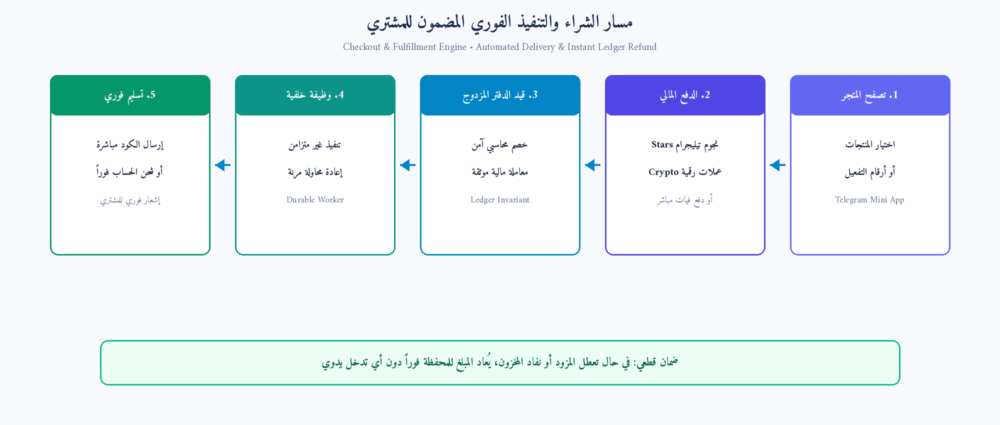 مسار الشراء والتنفيذ الفوري المضمون للمشتري
Checkout & Fulfillment Engine • Automated Delivery & Instant Ledger Refund
1. تصفح المتجر
اختيار المنتجات
أو أرقام التفعيل
Telegram Mini App
2. الدفع المالي
نجوم تيليجرام Stars
عملات رقمية Crypto
أو دفع فيات مباشر
3. قيد الدفتر المزدوج
خصم محاسبي آمن
معاملة مالية موثقة
Ledger Invariant
4. وظيفة خلفية
تنفيذ غير متزامن
إعادة محاولة مرنة
Durable Worker
5. تسليم فوري
إرسال الكود مباشرة
أو شحن الحساب فوراً
إشعار فوري للمشتري
ضمان قطعي: في حال تعطل المزود أو نفاد المخزون، يُعاد المبلغ للمحفظة فوراً دون أي تدخل يدوي